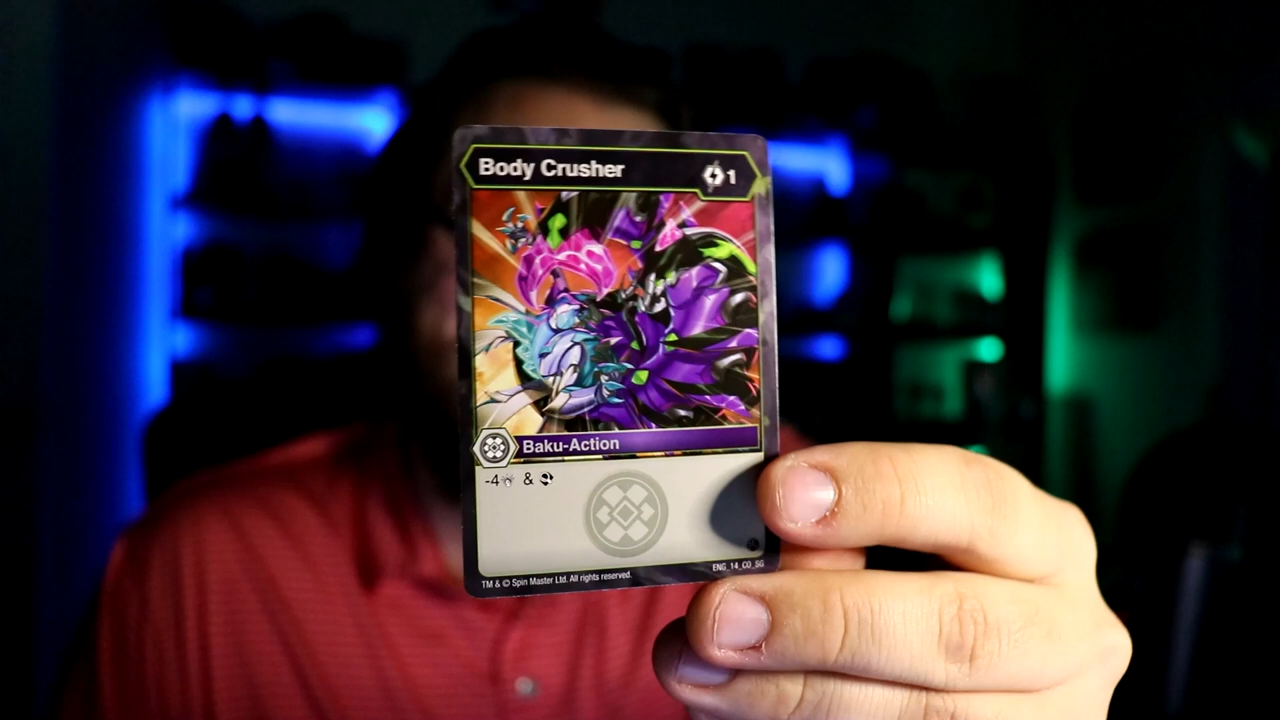 Body Crusher
1
Baku-Action
-4 &
TM & © Spin Master Ltd. All rights reserved.
ENG_14_CO_SG